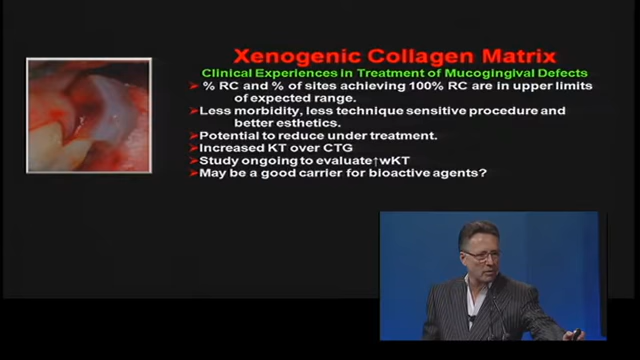 Xenogenic Collagen Matrix
Clinical Experiences in Treatment of Mucogingival Defects
% RC and % of sites achieving 100% RC are in upper limits
of expected range.
Less morbidity, less technique sensitive procedure and
better esthetics.
Potential to reduce under treatment.
Increased KT over CTG
Study ongoing to evaluate↑wKT
May be a good carrier for bioactive agents?